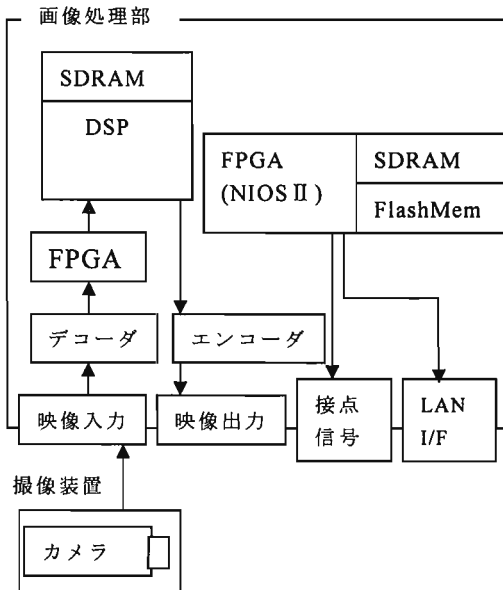 画像処理部
SDRAM
DSP
FPGA
(NIOSⅡ)
SDRAM
FlashMem
FPGA
デコーダ
エンコーダ
映像入力
映像出力
接点
信号
LAN
I/F
撮像装置
カメラ